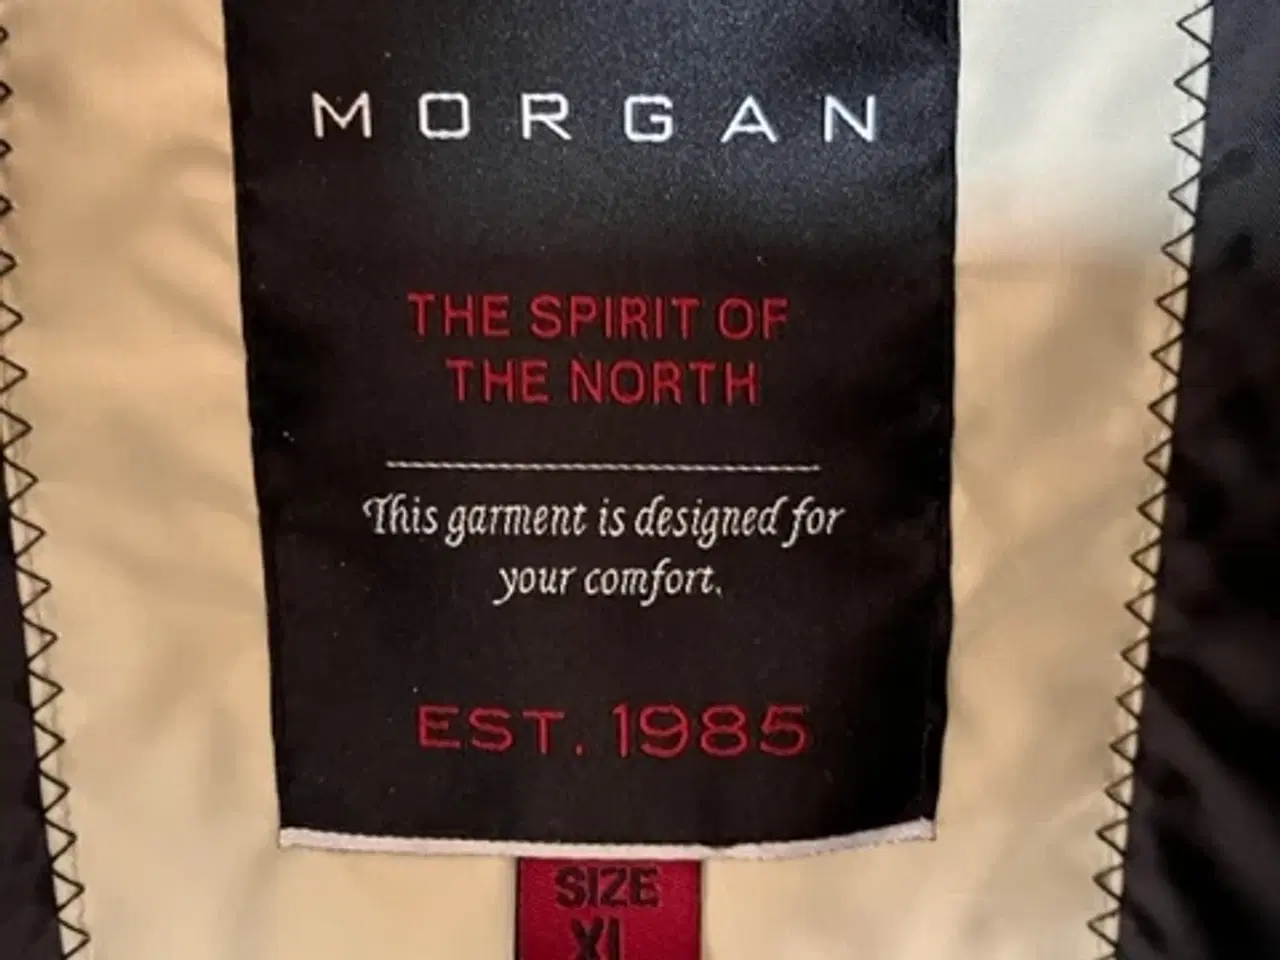 MORGAN
THE SPIRIT OF
THE NORTH
This garment is designed for
your comfort.
EST. 1985
SIZE
XL